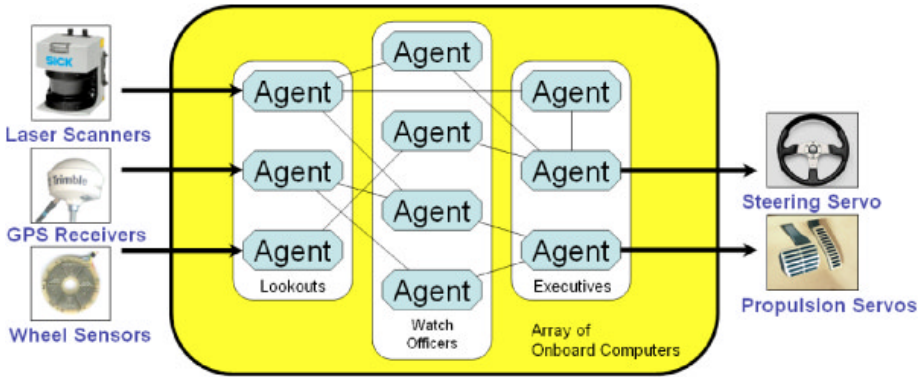 SICK
Laser Scanners
Trimble
GPS Receivers
Wheel Sensors
Agent
Agent
Agent
Lookouts
Agent
Agent
Agent
Agent
Watch
Officers
Agent
Agent
Agent
Executives
Array of
Onboard Computers
Steering Servo
Propulsion Servos